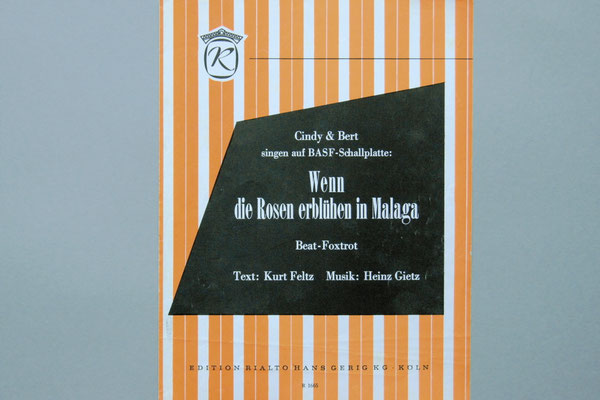 R
Cindy & Bert
singen auf BASF-Schallplatte:
Wenn
die Rosen erblühen in Malaga
Beat-Foxtrot
Text: Kurt Feltz Musik: Heinz Gietz
EDITION RIALTO HANS GERIG KG · KÖLN
R 1665